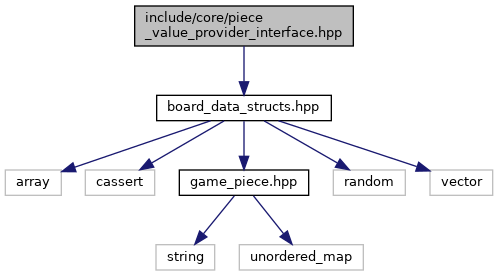 include/core/piece
_value_provider_interface.hpp
board_data_structs.hpp
array
cassert
game_piece.hpp
random
vector
string
unordered_map